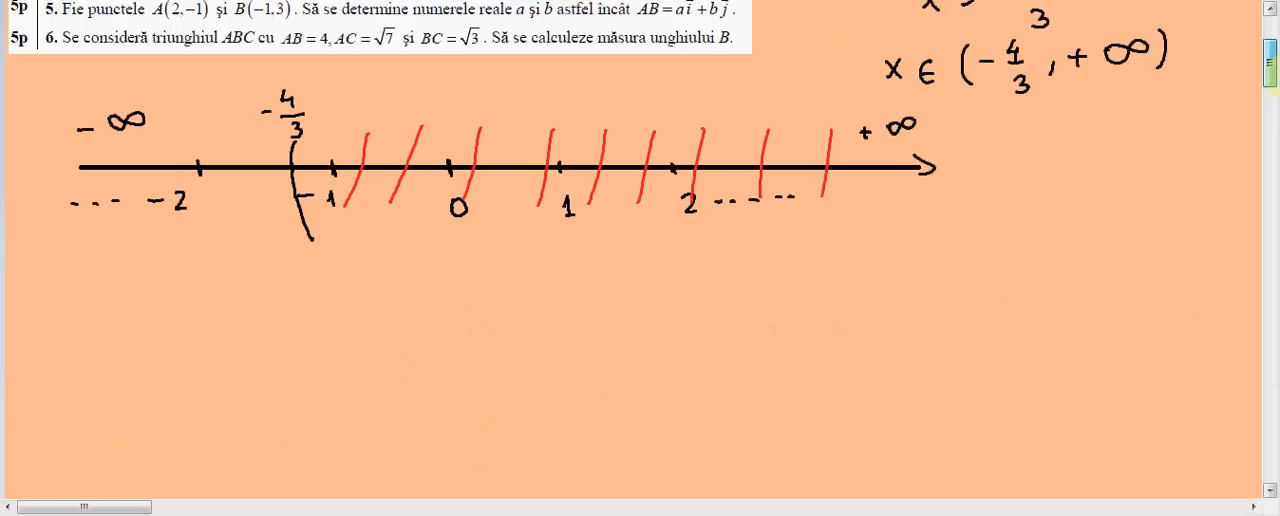 5p 5. Fie punctele A(2,−1) şi B(−1,3). Să se determine numerele reale a şi b astfel încât AB = a i + b j.
5p 6. Se consideră triunghiul ABC cu AB = 4, AC = √7 şi BC = √3. Să se calculeze măsura unghiului B.
3
x ∈ (- 4/3, + ∞)
- ∞ - 4/3 + ∞
--- -2 -1 0 1 2 -----